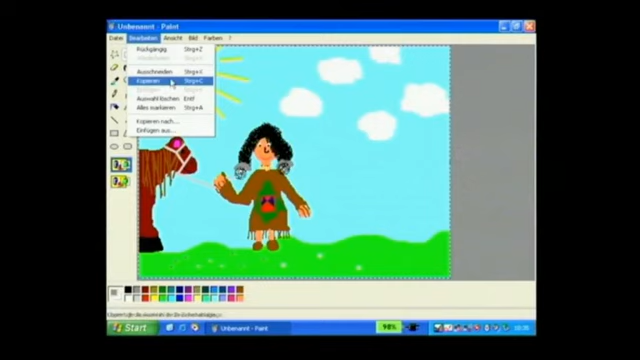 Unbenannt - Paint
Datei Bearbeiten Ansicht Bild Farben ?
Rückgängig Strg+Z
Ausschneiden Strg+X
Kopieren Strg+C
Auswahl löschen Entf
Alles markieren Strg+A
Kopieren nach...
Einfügen aus...
Start
Unbenannt - Paint
98%